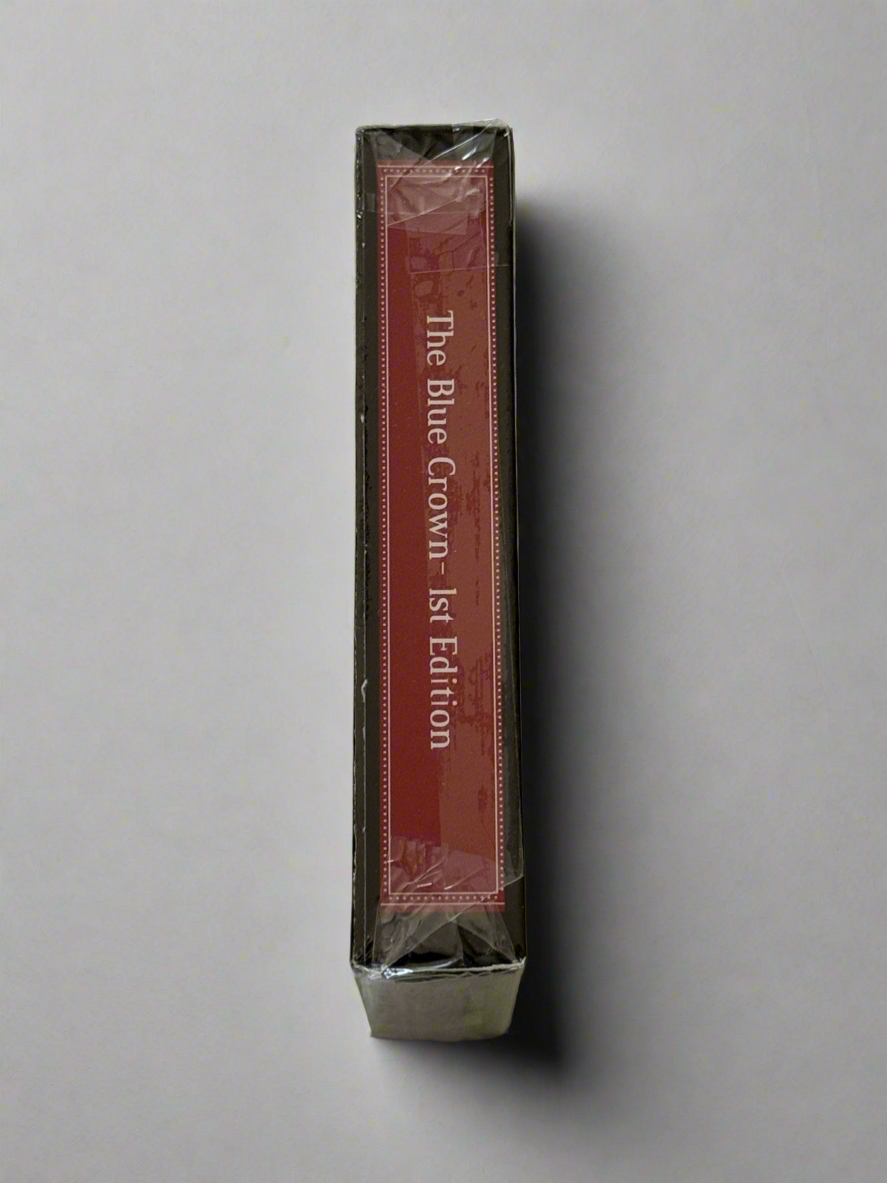 The Blue Crown- 1st Edition